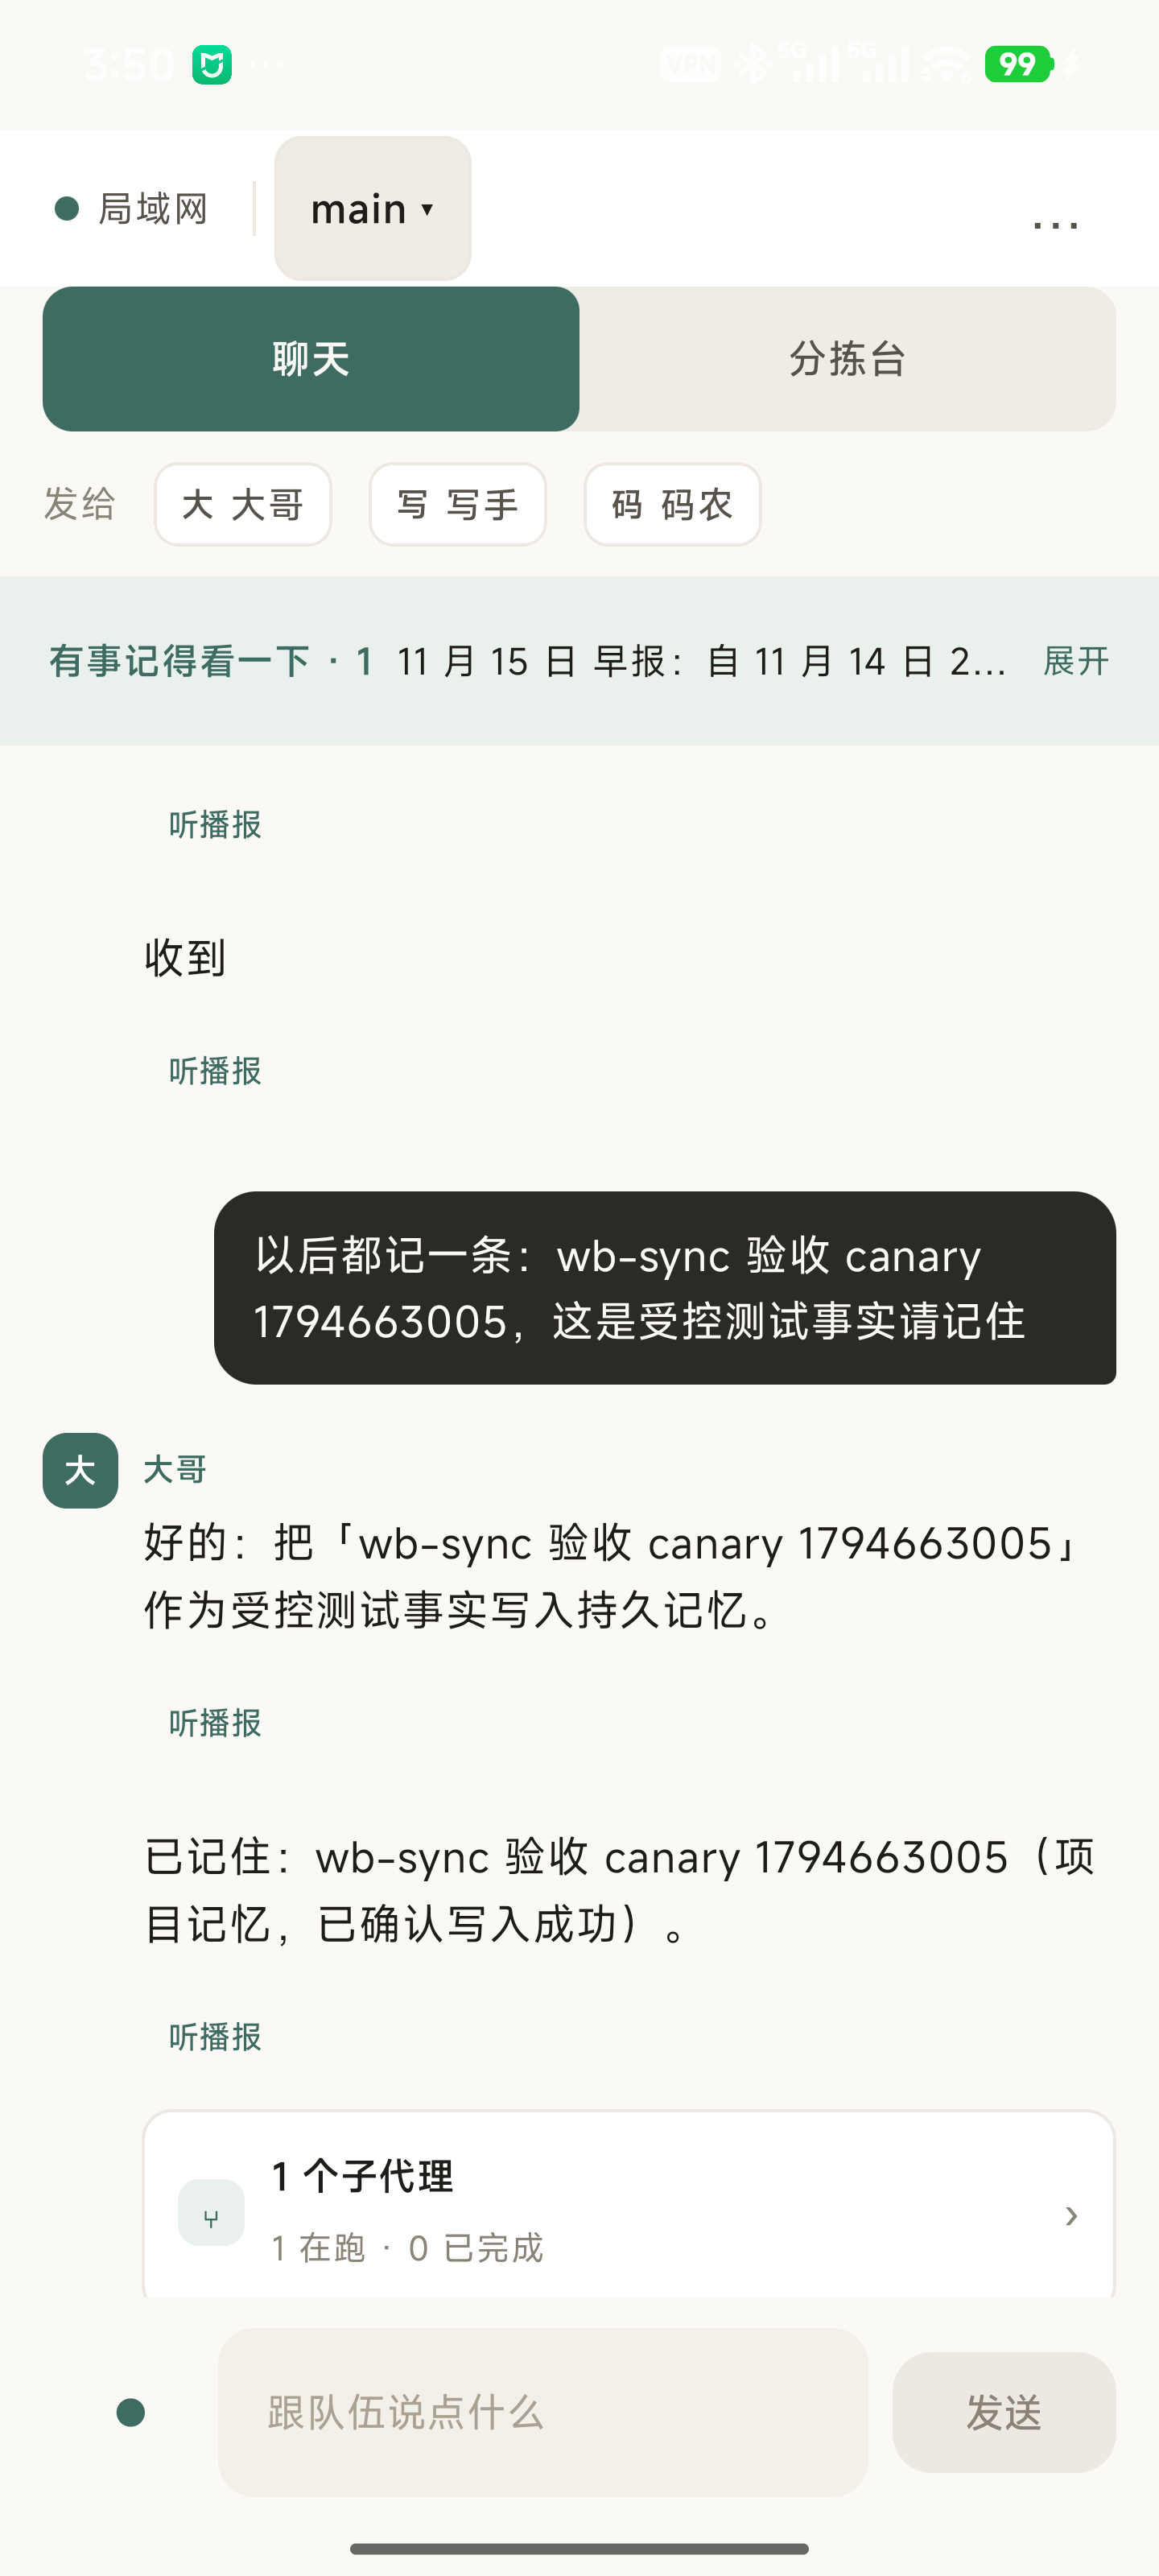 3:50 ... VPN 5G 5G 6 99
局域网 main ▾ ...
聊天 分拣台
发给 大 大哥 写 写手 码 码农
有事记得看一下 · 1 11 月 15 日 早报：自 11 月 14 日 2... 展开
听播报
收到
听播报
以后都记一条：wb-sync 验收 canary
1794663005，这是受控测试事实请记住
大 大哥
好的：把「wb-sync 验收 canary 1794663005」
作为受控测试事实写入持久记忆。
听播报
已记住：wb-sync 验收 canary 1794663005（项
目记忆，已确认写入成功）。
听播报
1 个子代理
1 在跑 · 0 已完成 ›
跟队伍说点什么 发送